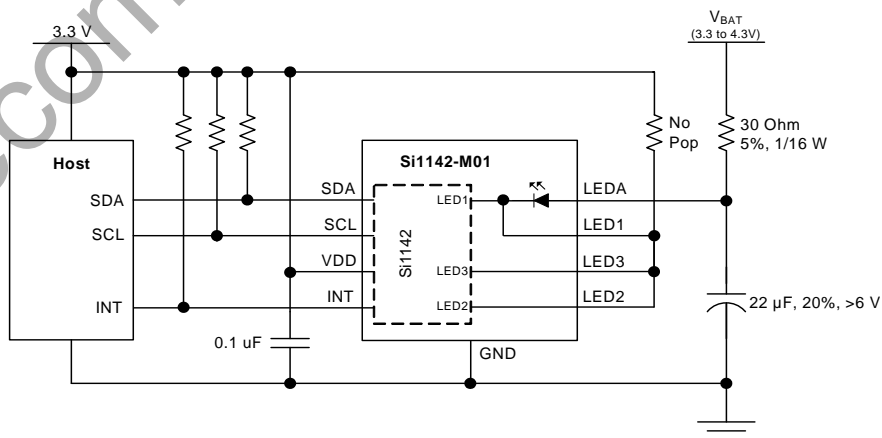 3.3 V
V_BAT
(3.3 to 4.3V)
No
Pop
30 Ohm
5%, 1/16 W
Host
Si1142-M01
SDA
SDA
LED1
LEDA
SCL
SCL
LED1
Si1142
VDD
LED3
LED3
INT
INT
LED2
LED2
22 µF, 20%, >6 V
0.1 uF
GND
com